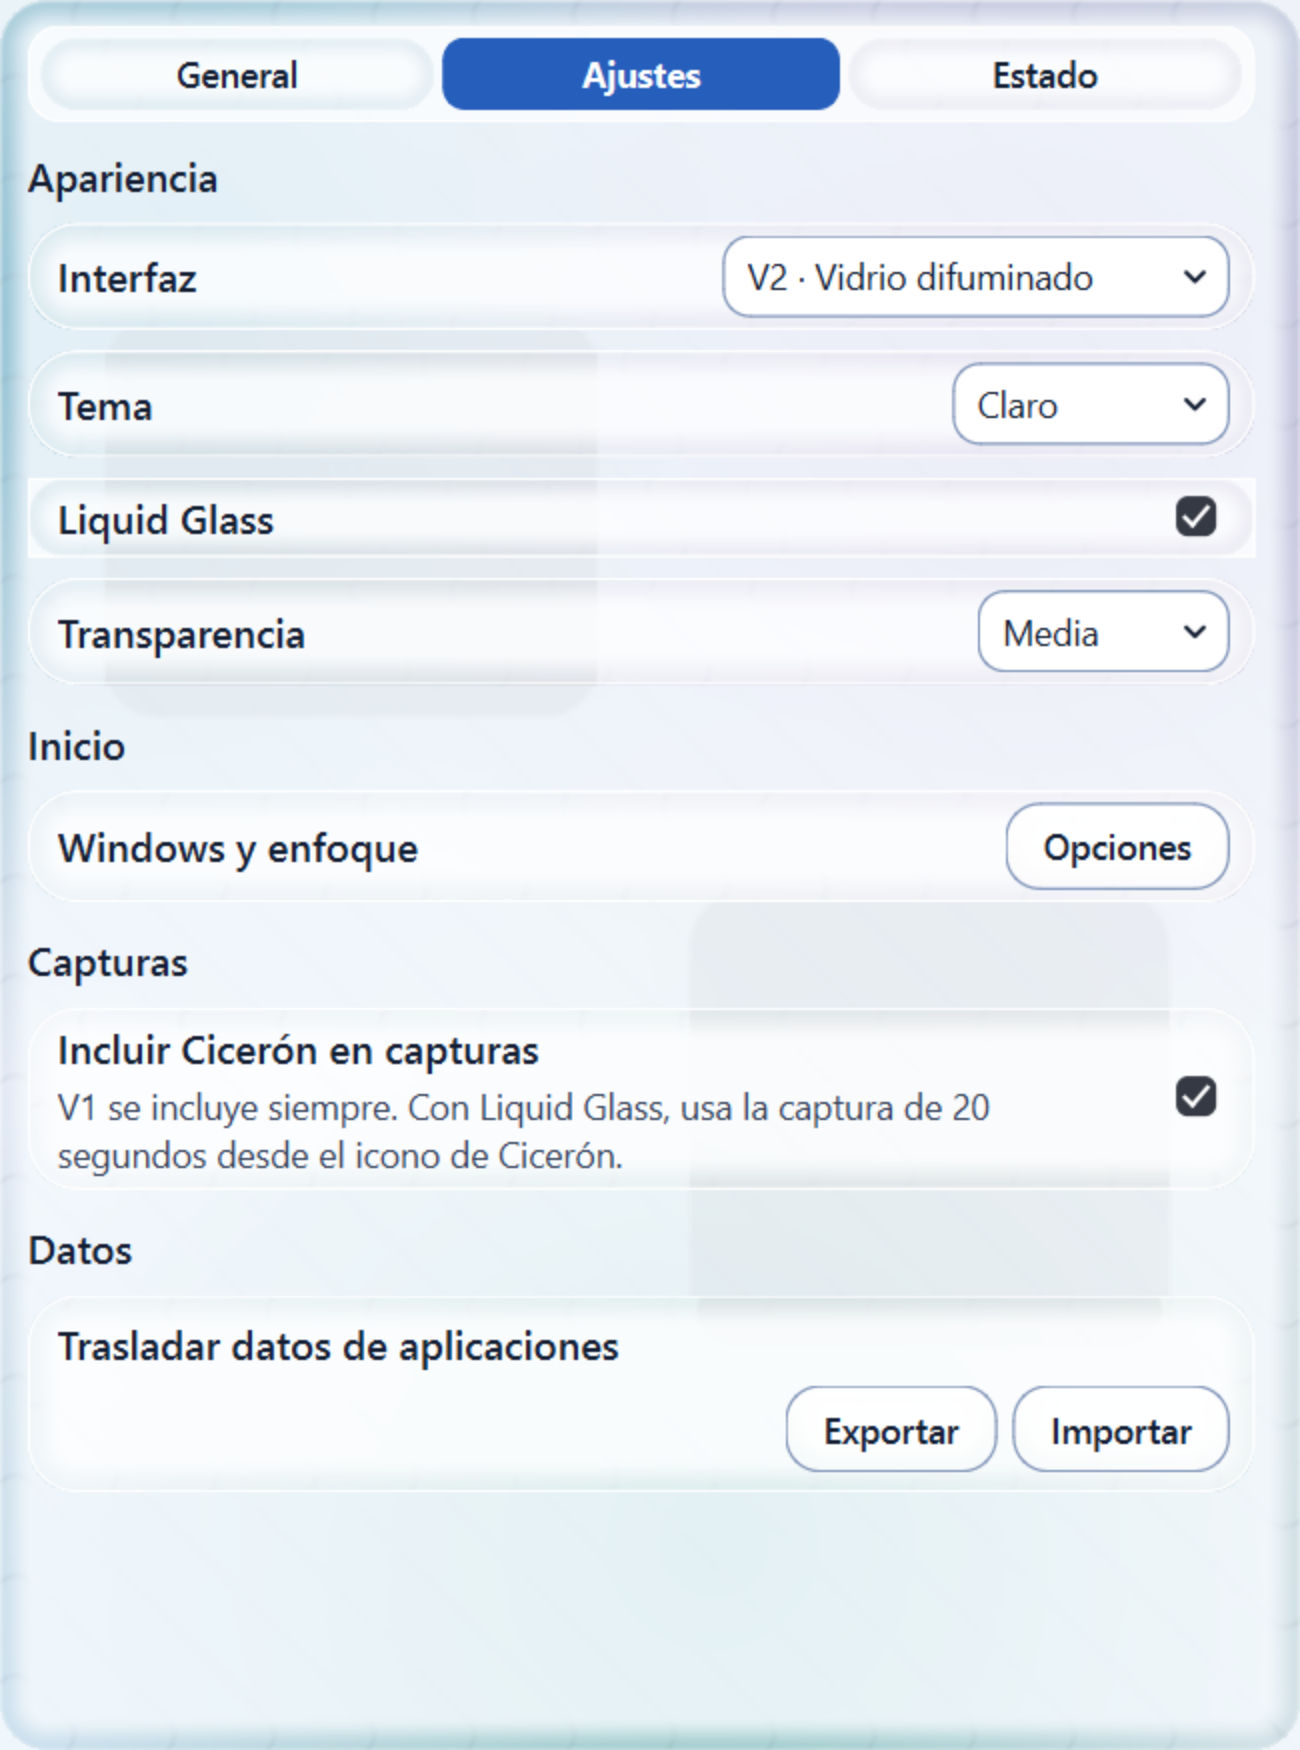 General
Ajustes
Estado
Apariencia
Interfaz
V2 · Vidrio difuminado
Tema
Claro
Liquid Glass
Transparencia
Media
Inicio
Windows y enfoque
Opciones
Capturas
Incluir Cicerón en capturas
V1 se incluye siempre. Con Liquid Glass, usa la captura de 20
segundos desde el icono de Cicerón.
Datos
Trasladar datos de aplicaciones
Exportar
Importar